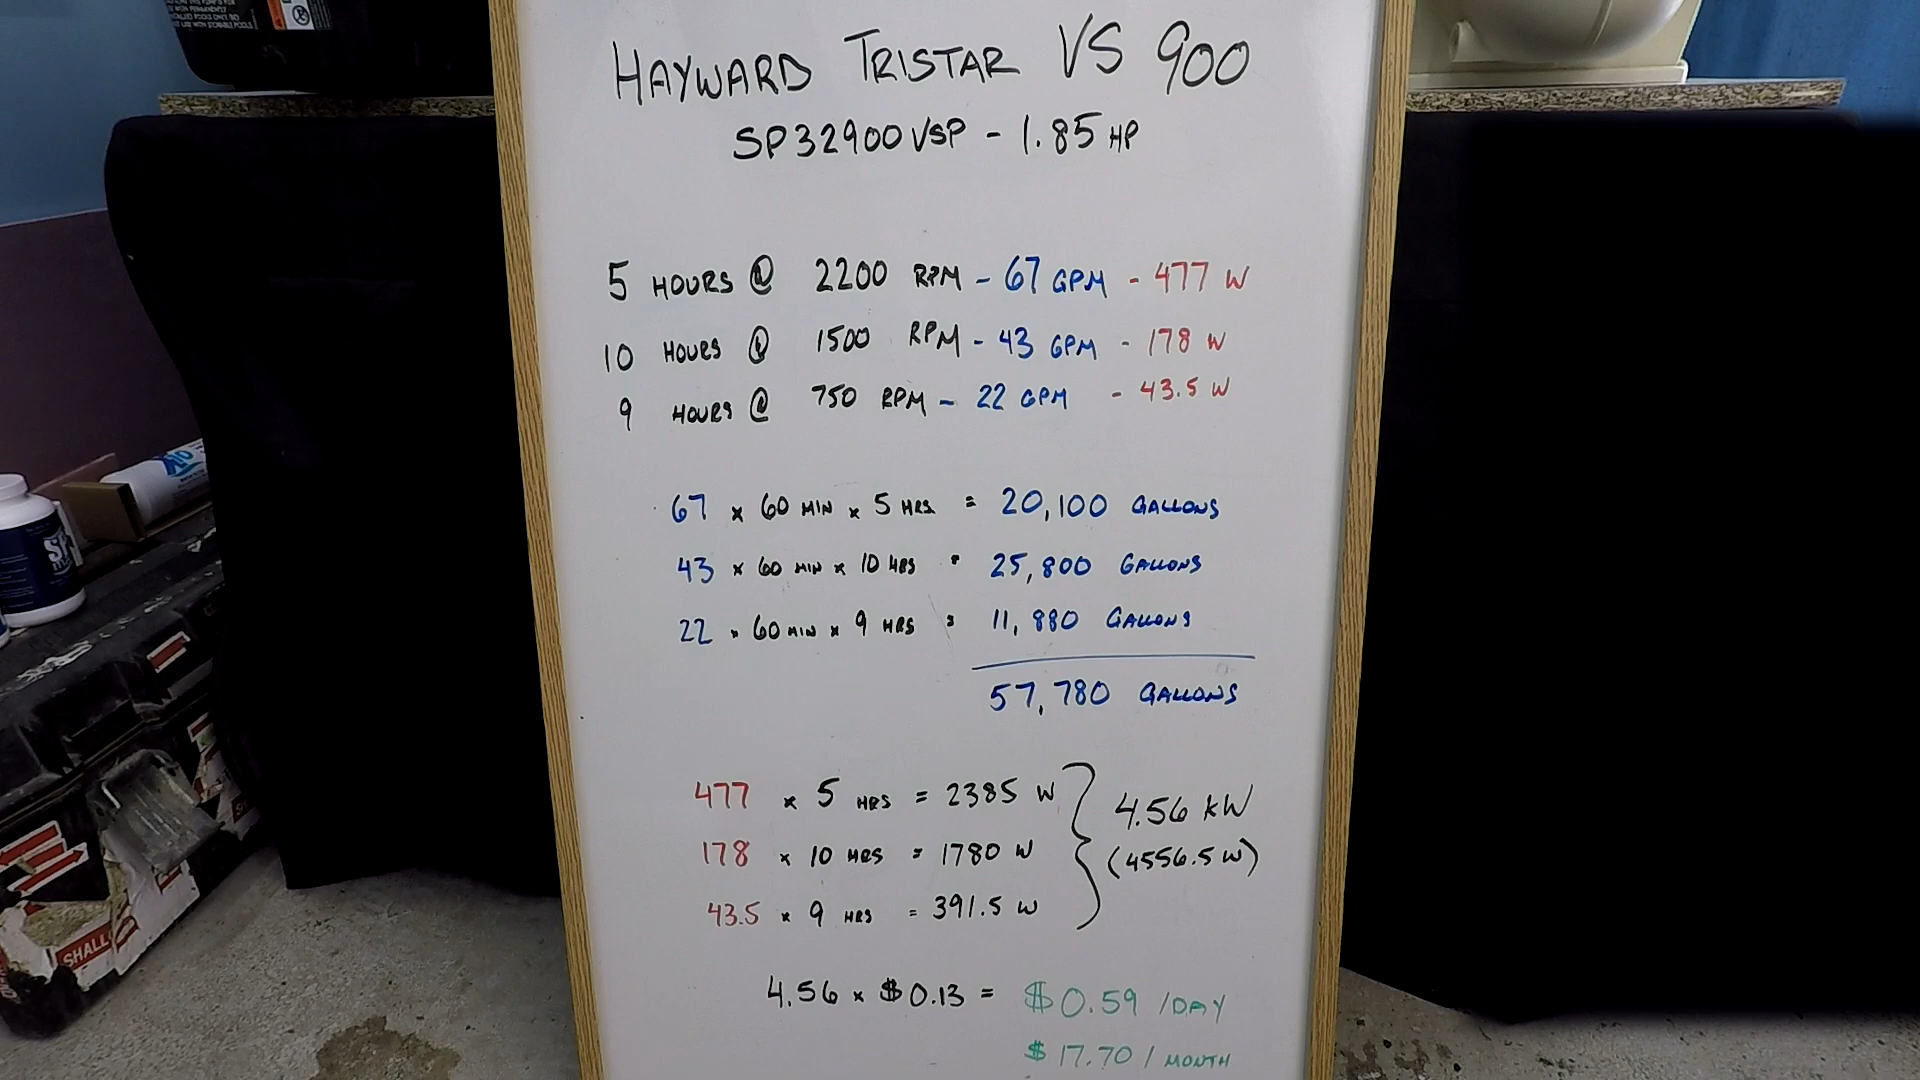 HAYWARD TRISTAR VS 900
SP32900VSP - 1.85 HP
5 HOURS @ 2200 RPM - 67 GPM - 477 W
10 HOURS @ 1500 RPM - 43 GPM - 178 W
9 HOURS @ 750 RPM - 22 GPM - 43.5 W
67 x 60 MIN x 5 HRS = 20,100 GALLONS
43 x 60 MIN x 10 HRS = 25,800 GALLONS
22 x 60 MIN x 9 HRS = 11,880 GALLONS
57,780 GALLONS
477 x 5 HRS = 2385 W
178 x 10 HRS = 1780 W
43.5 x 9 HRS = 391.5 W
4.56 kW
(4556.5 W)
4.56 x $0.13 = $0.59 /DAY
$17.70 / MONTH
SHALL